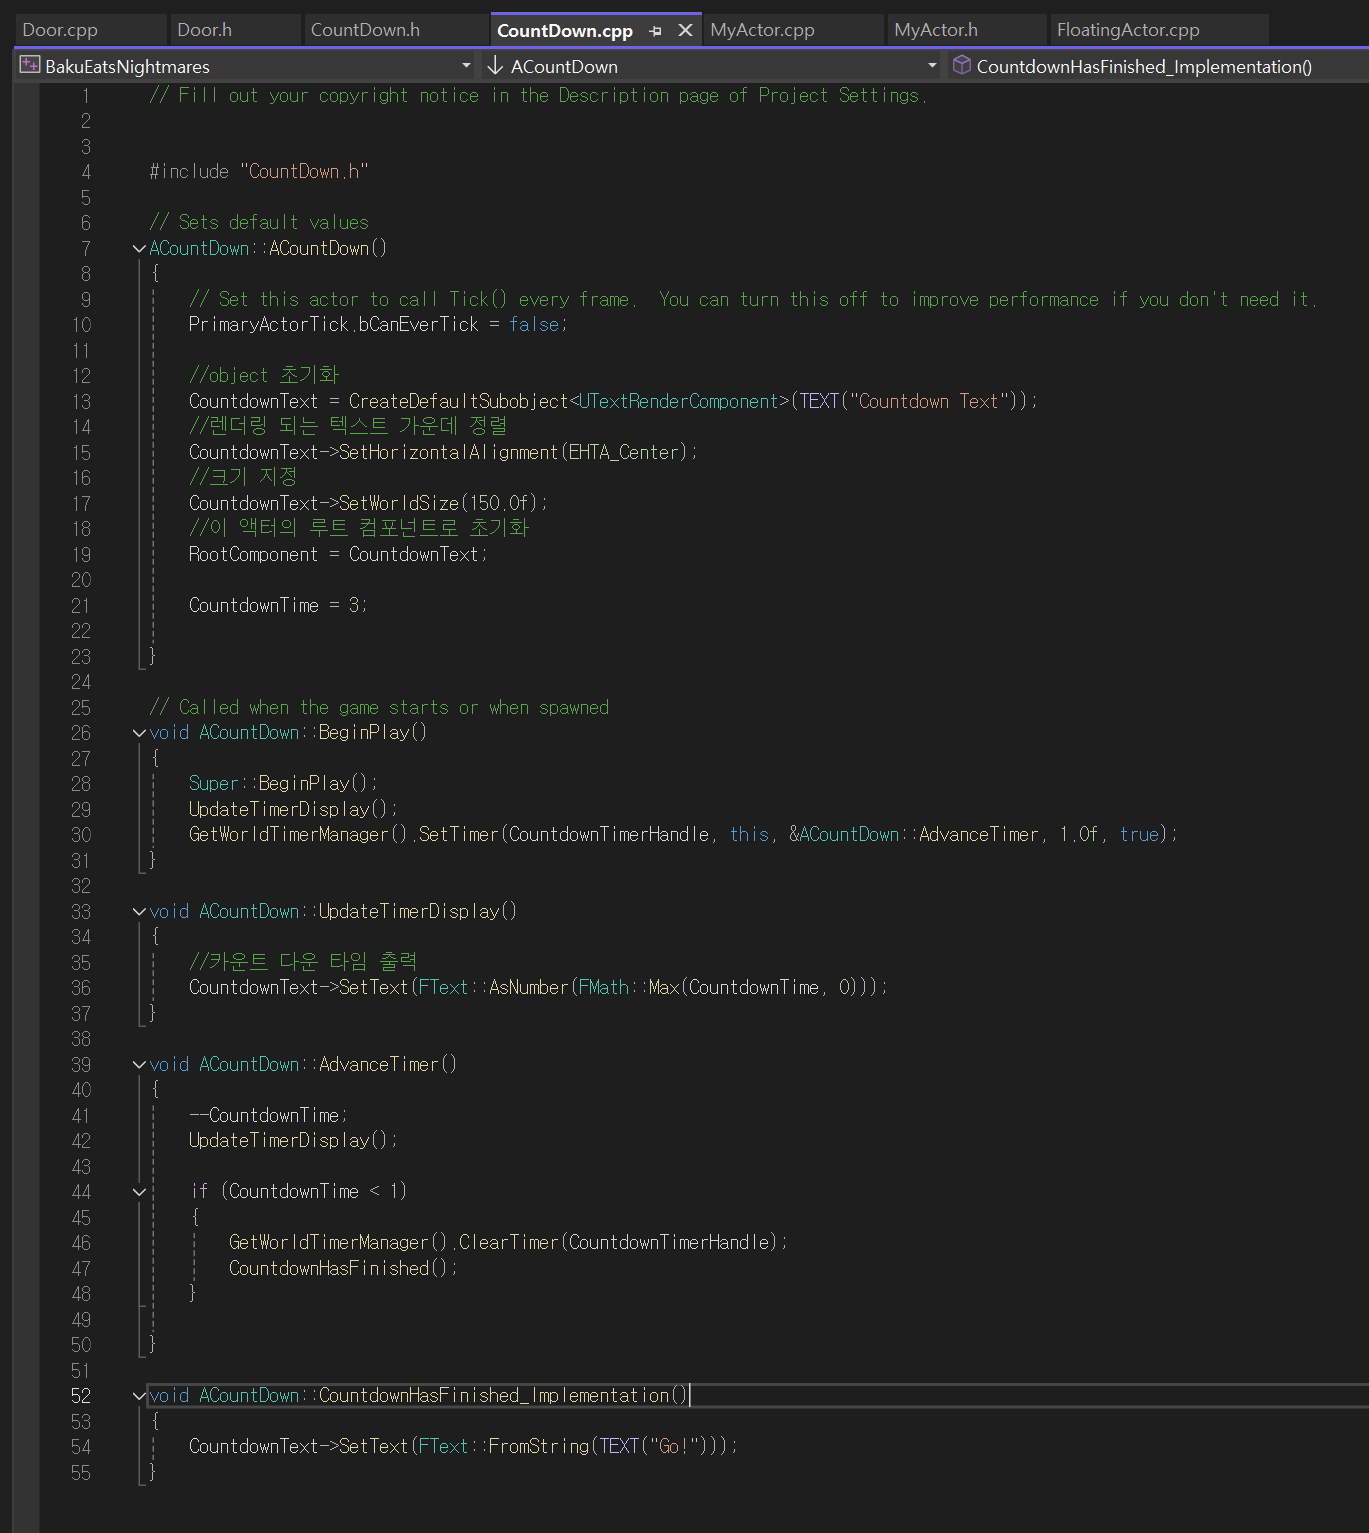 Door.cpp Door.h CountDown.h CountDown.cpp MyActor.cpp MyActor.h FloatingActor.cpp
BakuEatsNightmares ACountDown CountdownHasFinished_Implementation()
1 // Fill out your copyright notice in the Description page of Project Settings.
2
3
4 #include "CountDown.h"
5
6 // Sets default values
7 ACountDown::ACountDown()
8 {
9 // Set this actor to call Tick() every frame.  You can turn this off to improve performance if you don't need it.
10 PrimaryActorTick.bCanEverTick = false;
11
12 //object 초기화
13 CountdownText = CreateDefaultSubobject<UTextRenderComponent>(TEXT("Countdown Text"));
14 //렌더링 되는 텍스트 가운데 정렬
15 CountdownText->SetHorizontalAlignment(EHTA_Center);
16 //크기 지정
17 CountdownText->SetWorldSize(150.0f);
18 //이 액터의 루트 컴포넌트로 초기화
19 RootComponent = CountdownText;
20
21 CountdownTime = 3;
22
23 }
24
25 // Called when the game starts or when spawned
26 void ACountDown::BeginPlay()
27 {
28 Super::BeginPlay();
29 UpdateTimerDisplay();
30 GetWorldTimerManager().SetTimer(CountdownTimerHandle, this, &ACountDown::AdvanceTimer, 1.0f, true);
31 }
32
33 void ACountDown::UpdateTimerDisplay()
34 {
35 //카운트 다운 타임 출력
36 CountdownText->SetText(FText::AsNumber(FMath::Max(CountdownTime, 0)));
37 }
38
39 void ACountDown::AdvanceTimer()
40 {
41 --CountdownTime;
42 UpdateTimerDisplay();
43
44 if (CountdownTime < 1)
45 {
46 GetWorldTimerManager().ClearTimer(CountdownTimerHandle);
47 CountdownHasFinished();
48 }
49
50 }
51
52 void ACountDown::CountdownHasFinished_Implementation()
53 {
54 CountdownText->SetText(FText::FromString(TEXT("Go!")));
55 }